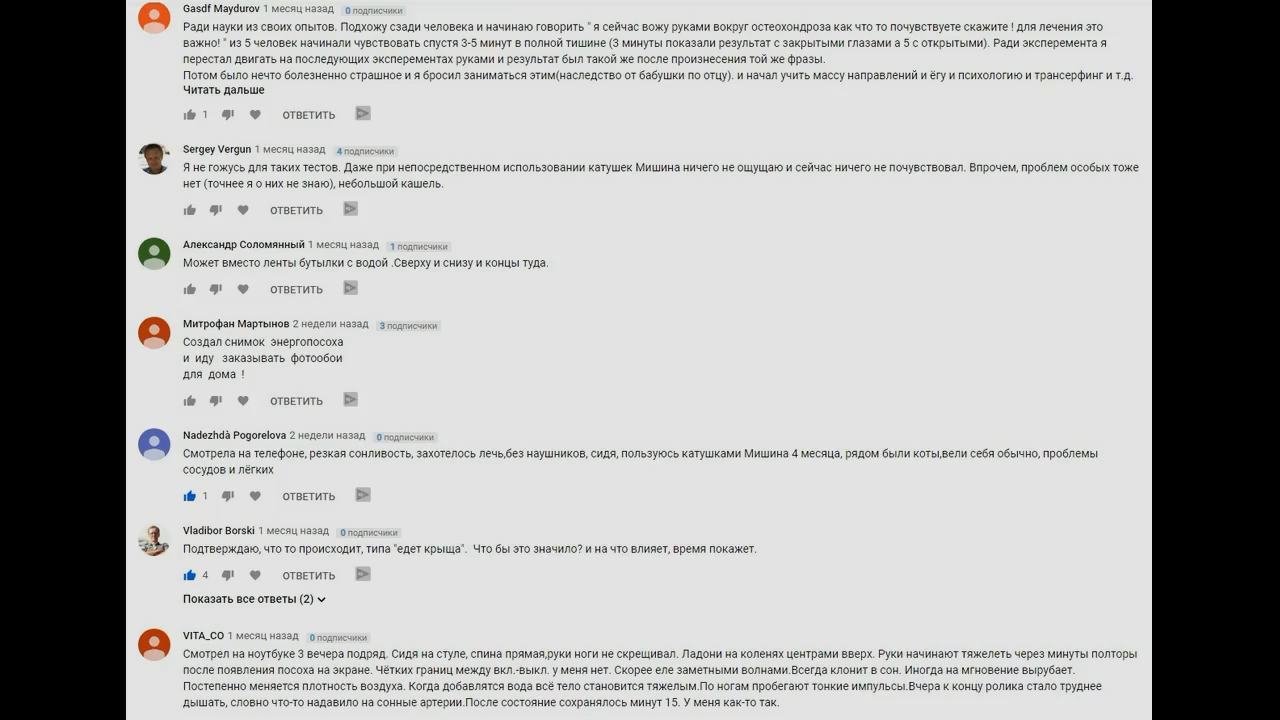 Gasdf Maydurov 1 месяц назад 0 подписчики
Ради науки из своих опытов. Подхожу сзади человека и начинаю говорить " я сейчас вожу руками вокруг остеохондроза как что то почувствуете скажите ! для лечения это
важно! " из 5 человек начинали чувствовать спустя 3-5 минут в полной тишине (3 минуты показали результат с закрытыми глазами а 5 с открытыми). Ради эксперемента я
перестал двигать на последующих эксперементах руками и результат был такой же после произнесения той же фразы.
Потом было нечто болезненно страшное и я бросил заниматься этим(наследство от бабушки по отцу). и начал учить массу направлений и ёгу и психологию и трансерфинг и т.д.
Читать дальше
1 ОТВЕТИТЬ
Sergey Vergun 1 месяц назад 4 подписчики
Я не гожусь для таких тестов. Даже при непосредственном использовании катушек Мишина ничего не ощущаю и сейчас ничего не почувствовал. Впрочем, проблем особых тоже
нет (точнее я о них не знаю), небольшой кашель.
ОТВЕТИТЬ
Александр Соломянный 1 месяц назад 1 подписчики
Может вместо ленты бутылки с водой .Сверху и снизу и концы туда.
ОТВЕТИТЬ
Митрофан Мартынов 2 недели назад 3 подписчики
Создал снимок энергопосоха
и иду заказывать фотообои
для дома !
ОТВЕТИТЬ
Nadezhdà Pogorelova 2 недели назад 0 подписчики
Смотрела на телефоне, резкая сонливость, захотелось лечь,без наушников, сидя, пользуюсь катушками Мишина 4 месяца, рядом были коты,вели себя обычно, проблемы
сосудов и лёгких
1 ОТВЕТИТЬ
Vladibor Borski 1 месяц назад 0 подписчики
Подтверждаю, что то происходит, типа "едет крыща". Что бы это значило? и на что влияет, время покажет.
4 ОТВЕТИТЬ
Показать все ответы (2)
VITA_CO 1 месяц назад 0 подписчики
Смотрел на ноутбуке 3 вечера подряд. Сидя на стуле, спина прямая,руки ноги не скрещивал. Ладони на коленях центрами вверх. Руки начинают тяжелеть через минуты полторы
после появления посоха на экране. Чётких границ между вкл.-выкл. у меня нет. Скорее еле заметными волнами.Всегда клонит в сон. Иногда на мгновение вырубает.
Постепенно меняется плотность воздуха. Когда добавлятся вода всё тело становится тяжелым.По ногам пробегают тонкие импульсы.Вчера к концу ролика стало труднее
дышать, словно что-то надавило на сонные артерии.После состояние сохранялось минут 15. У меня как-то так.